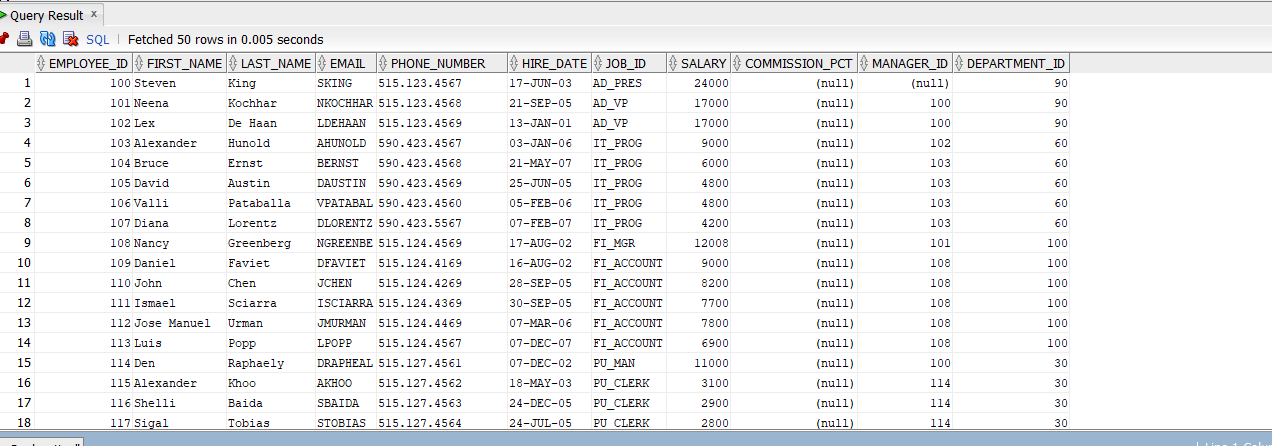 Query Result x
SQL | Fetched 50 rows in 0.005 seconds
EMPLOYEE_ID FIRST_NAME LAST_NAME EMAIL PHONE_NUMBER HIRE_DATE JOB_ID SALARY COMMISSION_PCT MANAGER_ID DEPARTMENT_ID
1 100 Steven King SKING 515.123.4567 17-JUN-03 AD_PRES 24000 (null) (null) 90
2 101 Neena Kochhar NKOCHHAR 515.123.4568 21-SEP-05 AD_VP 17000 (null) 100 90
3 102 Lex De Haan LDEHAAN 515.123.4569 13-JAN-01 AD_VP 17000 (null) 100 90
4 103 Alexander Hunold AHUNOLD 590.423.4567 03-JAN-06 IT_PROG 9000 (null) 102 60
5 104 Bruce Ernst BERNST 590.423.4568 21-MAY-07 IT_PROG 6000 (null) 103 60
6 105 David Austin DAUSTIN 590.423.4569 25-JUN-05 IT_PROG 4800 (null) 103 60
7 106 Valli Pataballa VPATABAL 590.423.4560 05-FEB-06 IT_PROG 4800 (null) 103 60
8 107 Diana Lorentz DLORENTZ 590.423.5567 07-FEB-07 IT_PROG 4200 (null) 103 60
9 108 Nancy Greenberg NGREENBE 515.124.4569 17-AUG-02 FI_MGR 12008 (null) 101 100
10 109 Daniel Faviet DFAVIET 515.124.4169 16-AUG-02 FI_ACCOUNT 9000 (null) 108 100
11 110 John Chen JCHEN 515.124.4269 28-SEP-05 FI_ACCOUNT 8200 (null) 108 100
12 111 Ismael Sciarra ISCIARRA 515.124.4369 30-SEP-05 FI_ACCOUNT 7700 (null) 108 100
13 112 Jose Manuel Urman JMURMAN 515.124.4469 07-MAR-06 FI_ACCOUNT 7800 (null) 108 100
14 113 Luis Popp LPOPP 515.124.4567 07-DEC-07 FI_ACCOUNT 6900 (null) 108 100
15 114 Den Raphaely DRAPHEAL 515.127.4561 07-DEC-02 PU_MAN 11000 (null) 100 30
16 115 Alexander Khoo AKHOO 515.127.4562 18-MAY-03 PU_CLERK 3100 (null) 114 30
17 116 Shelli Baida SBAIDA 515.127.4563 24-DEC-05 PU_CLERK 2900 (null) 114 30
18 117 Sigal Tobias STOBIAS 515.127.4564 24-JUL-05 PU_CLERK 2800 (null) 114 30